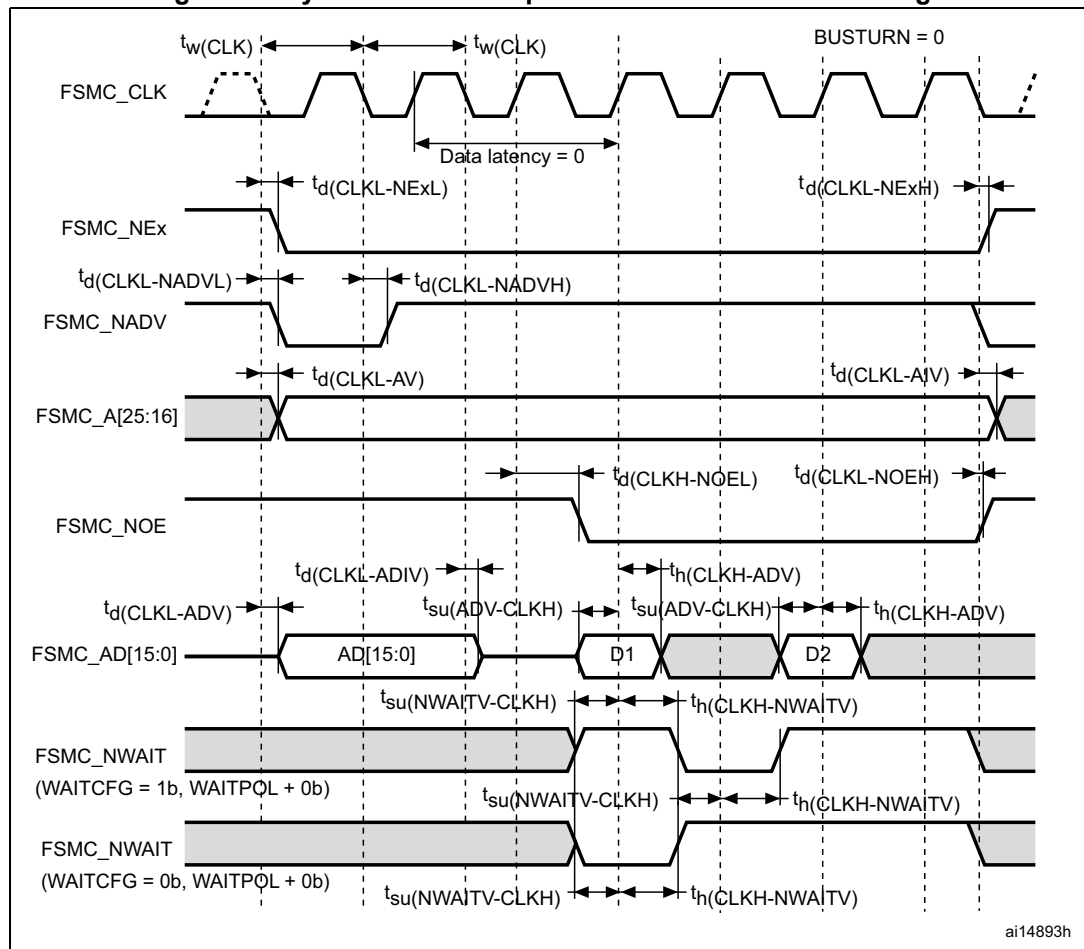 tw(CLK) tw(CLK) BUSTURN = 0
FSMC_CLK
Data latency = 0
td(CLKL-NExL) td(CLKL-NExH)
FSMC_NEx
td(CLKL-NADVL) td(CLKL-NADVH)
FSMC_NADV
td(CLKL-AV) td(CLKL-AIV)
FSMC_A[25:16]
td(CLKH-NOEL) td(CLKL-NOEH)
FSMC_NOE
td(CLKL-ADIV) th(CLKH-ADV)
td(CLKL-ADV) tsu(ADV-CLKH) tsu(ADV-CLKH) th(CLKH-ADV)
FSMC_AD[15:0] AD[15:0] D1 D2
tsu(NWAITV-CLKH) th(CLKH-NWAITV)
FSMC_NWAIT
(WAITCFG = 1b, WAITPOL + 0b)
tsu(NWAITV-CLKH) th(CLKH-NWAITV)
FSMC_NWAIT
(WAITCFG = 0b, WAITPOL + 0b)
tsu(NWAITV-CLKH) th(CLKH-NWAITV)
ai14893h